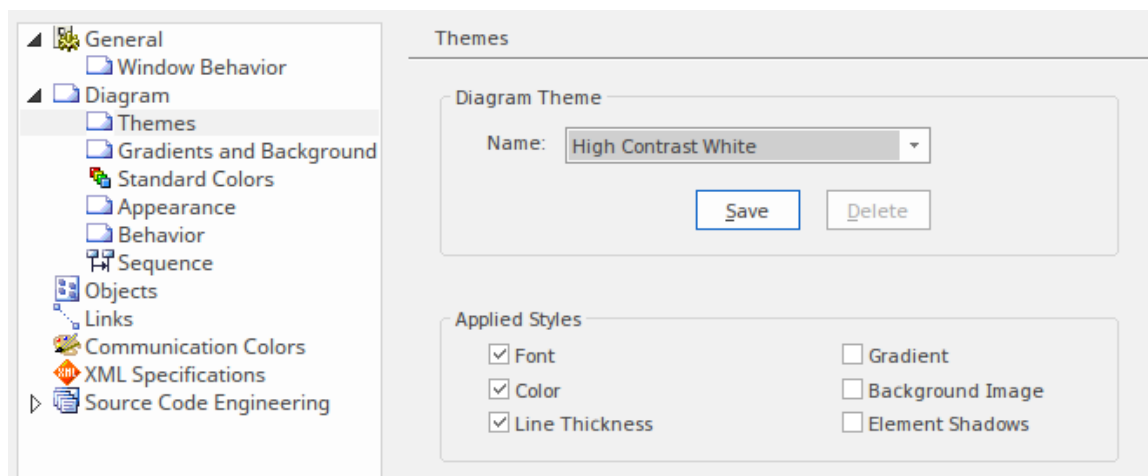 General
Window Behavior
Diagram
Themes
Gradients and Background
Standard Colors
Appearance
Behavior
Sequence
Objects
Links
Communication Colors
XML Specifications
Source Code Engineering
Themes
Diagram Theme
Name: High Contrast White
Save Delete
Applied Styles
Font Gradient
Color Background Image
Line Thickness Element Shadows